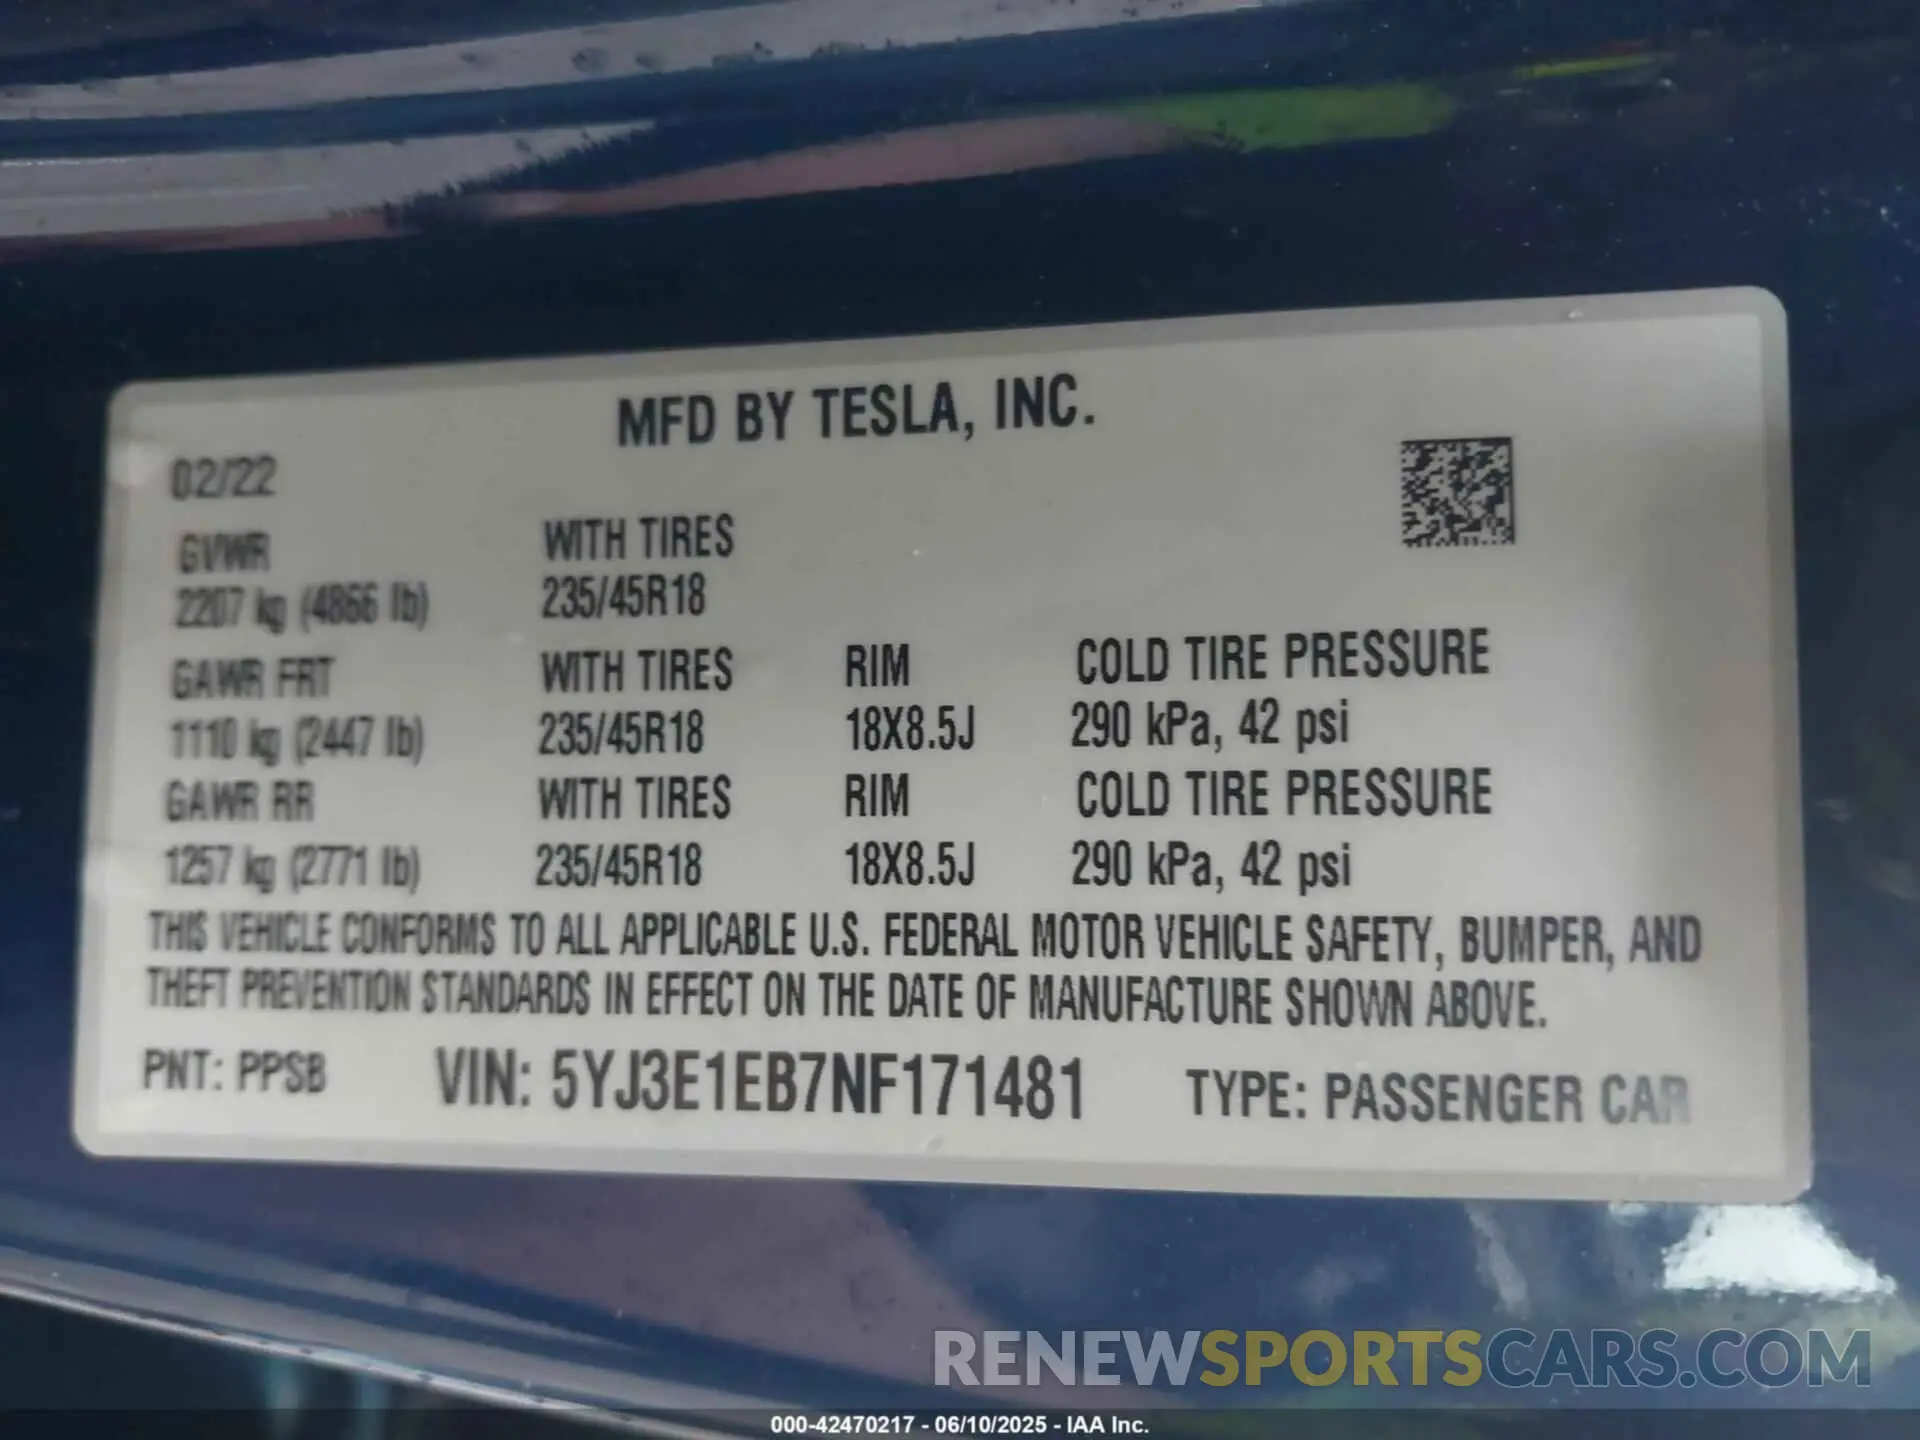 MFD BY TESLA, INC.
02/22
GVWR WITH TIRES
2207 kg (4866 lb) 235/45R18
GAWR FRT WITH TIRES RIM COLD TIRE PRESSURE
1110 kg (2447 lb) 235/45R18 18X8.5J 290 kPa, 42 psi
GAWR RR WITH TIRES RIM COLD TIRE PRESSURE
1257 kg (2771 lb) 235/45R18 18X8.5J 290 kPa, 42 psi
THIS VEHICLE CONFORMS TO ALL APPLICABLE U.S. FEDERAL MOTOR VEHICLE SAFETY, BUMPER, AND
THEFT PREVENTION STANDARDS IN EFFECT ON THE DATE OF MANUFACTURE SHOWN ABOVE.
PNT: PPSB VIN: 5YJ3E1EB7NF171481 TYPE: PASSENGER CAR
RENEWSPORTSCARS.COM
000-42470217 - 06/10/2025 - IAA Inc.